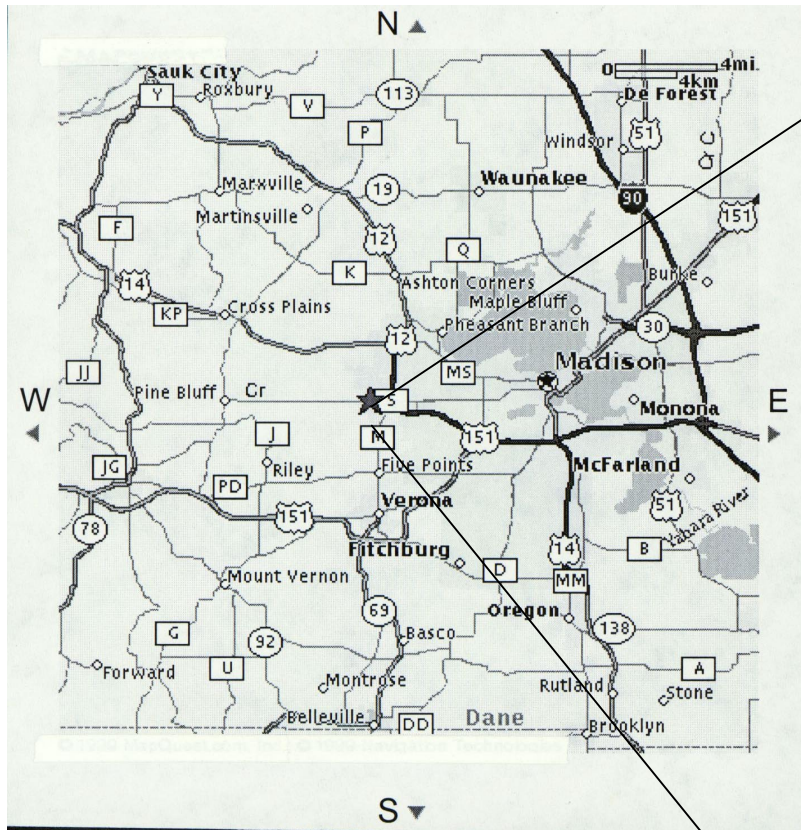 N
0 4mi
4km
Sauk City
Y
Roxbury
V
113
De Forest
P
51
Windsor
Cr C
Marxville
19
Waunakee
90
Martinsville
151
F
12
Q
K
14
Ashton Corners
Burke
Maple Bluff
KP
Cross Plains
Pheasant Branch
30
12
Madison
JJ
MS
W
Pine Bluff
Cr
S
Monona
E
M
151
J
JG
Riley
Five Points
McFarland
PD
151
Verona
51
Yahara River
78
Fitchburg
14
B
D
Mount Vernon
MM
69
Oregon
G
138
92
Basco
Forward
U
A
Montrose
Rutland
Stone
Belleville
DD
Dane
Brooklyn
S